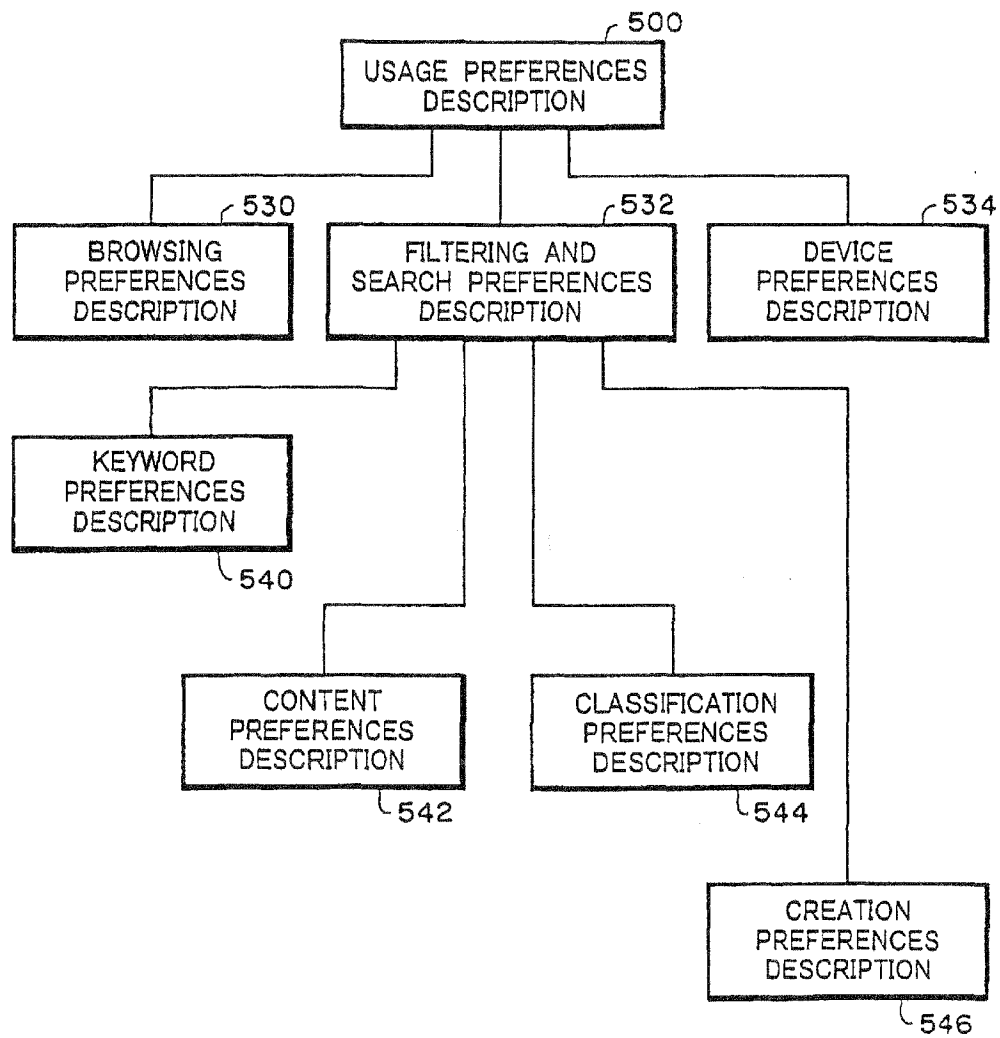 500
USAGE PREFERENCES
DESCRIPTION
530
BROWSING
PREFERENCES
DESCRIPTION
532
FILTERING AND
SEARCH PREFERENCES
DESCRIPTION
534
DEVICE
PREFERENCES
DESCRIPTION
KEYWORD
PREFERENCES
DESCRIPTION
540
CONTENT
PREFERENCES
DESCRIPTION
542
CLASSIFICATION
PREFERENCES
DESCRIPTION
544
CREATION
PREFERENCES
DESCRIPTION
546